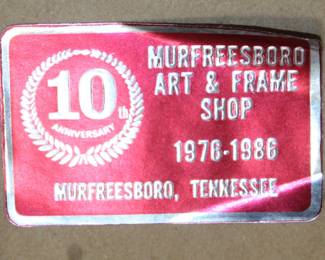 10th
ANNIVERSARY
MURFREESBORO
ART & FRAME
SHOP
1976-1986
MURFREESBORO, TENNESSEE